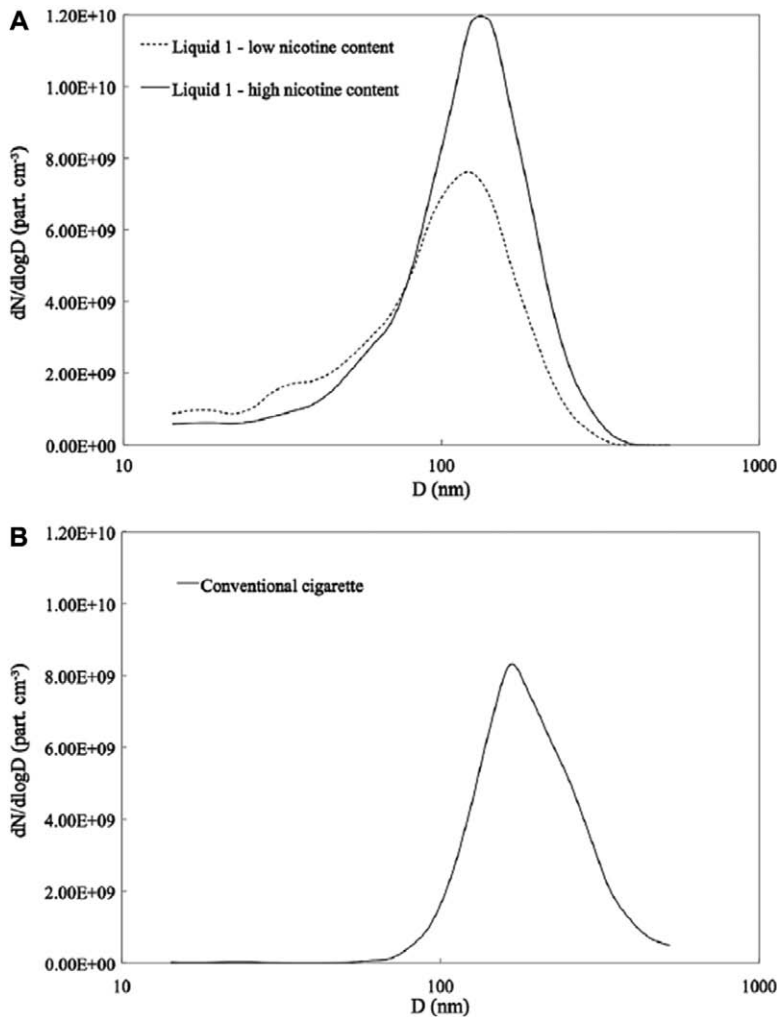 A
1.20E+10
1.00E+10
8.00E+09
6.00E+09
4.00E+09
2.00E+09
0.00E+00
dN/dlogD (part. cm⁻³)
Liquid 1 - low nicotine content
Liquid 1 - high nicotine content
10
100
1000
D (nm)
B
1.20E+10
1.00E+10
8.00E+09
6.00E+09
4.00E+09
2.00E+09
0.00E+00
dN/dlogD (part. cm⁻³)
Conventional cigarette
10
100
1000
D (nm)